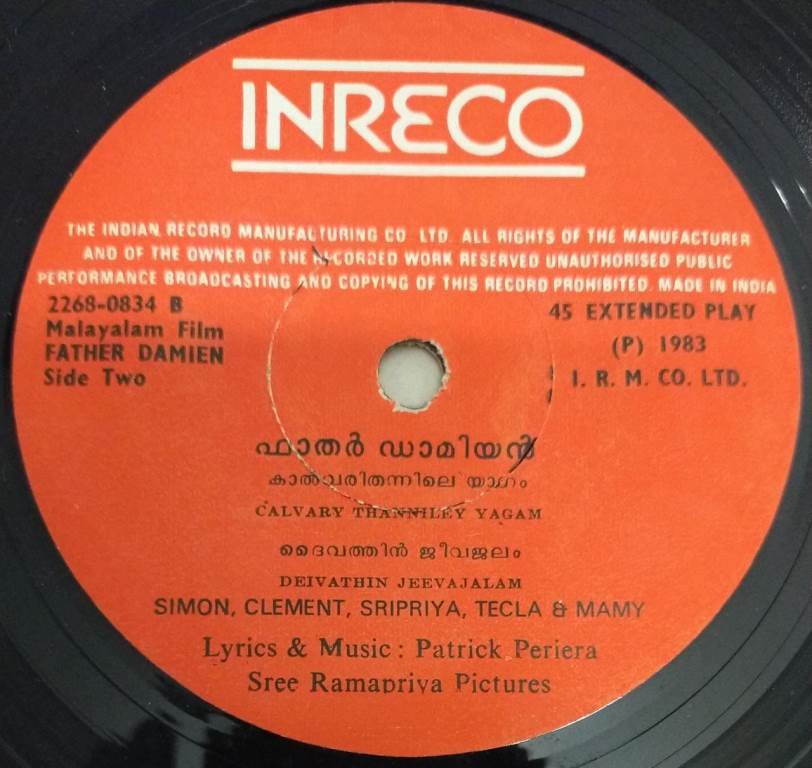 INRECO
THE INDIAN RECORD MANUFACTURING CO. LTD. ALL RIGHTS OF THE MANUFACTURER
AND OF THE OWNER OF THE RECORDED WORK RESERVED UNAUTHORISED PUBLIC
PERFORMANCE BROADCASTING AND COPYING OF THIS RECORD PROHIBITED. MADE IN INDIA
2268-0834 B
Malayalam Film
FATHER DAMIEN
Side Two
45 EXTENDED PLAY
(P) 1983
I. R. M. CO. LTD.
ഫാതർ ഡാമിയൻ
കാൽവരിതന്നിലെ യാഗം
CALVARY THANNILEY YAGAM
ദൈവത്തിൻ ജീവജലം
DEIVATHIN JEEVAJALAM
SIMON, CLEMENT, SRIPRIYA, TECLA & MAMY
Lyrics & Music : Patrick Periera
Sree Ramapriya Pictures